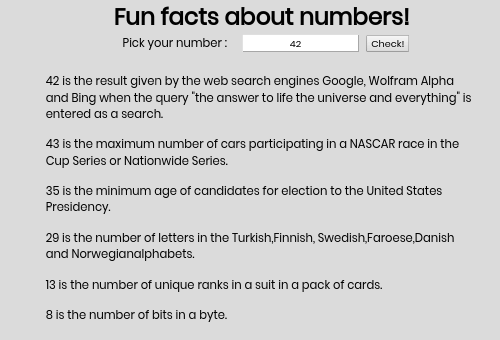 Fun facts about numbers!
Pick your number : 42 Check!
42 is the result given by the web search engines Google, Wolfram Alpha
and Bing when the query "the answer to life the universe and everything" is
entered as a search.
43 is the maximum number of cars participating in a NASCAR race in the
Cup Series or Nationwide Series.
35 is the minimum age of candidates for election to the United States
Presidency.
29 is the number of letters in the Turkish,Finnish, Swedish,Faroese,Danish
and Norwegianalphabets.
13 is the number of unique ranks in a suit in a pack of cards.
8 is the number of bits in a byte.